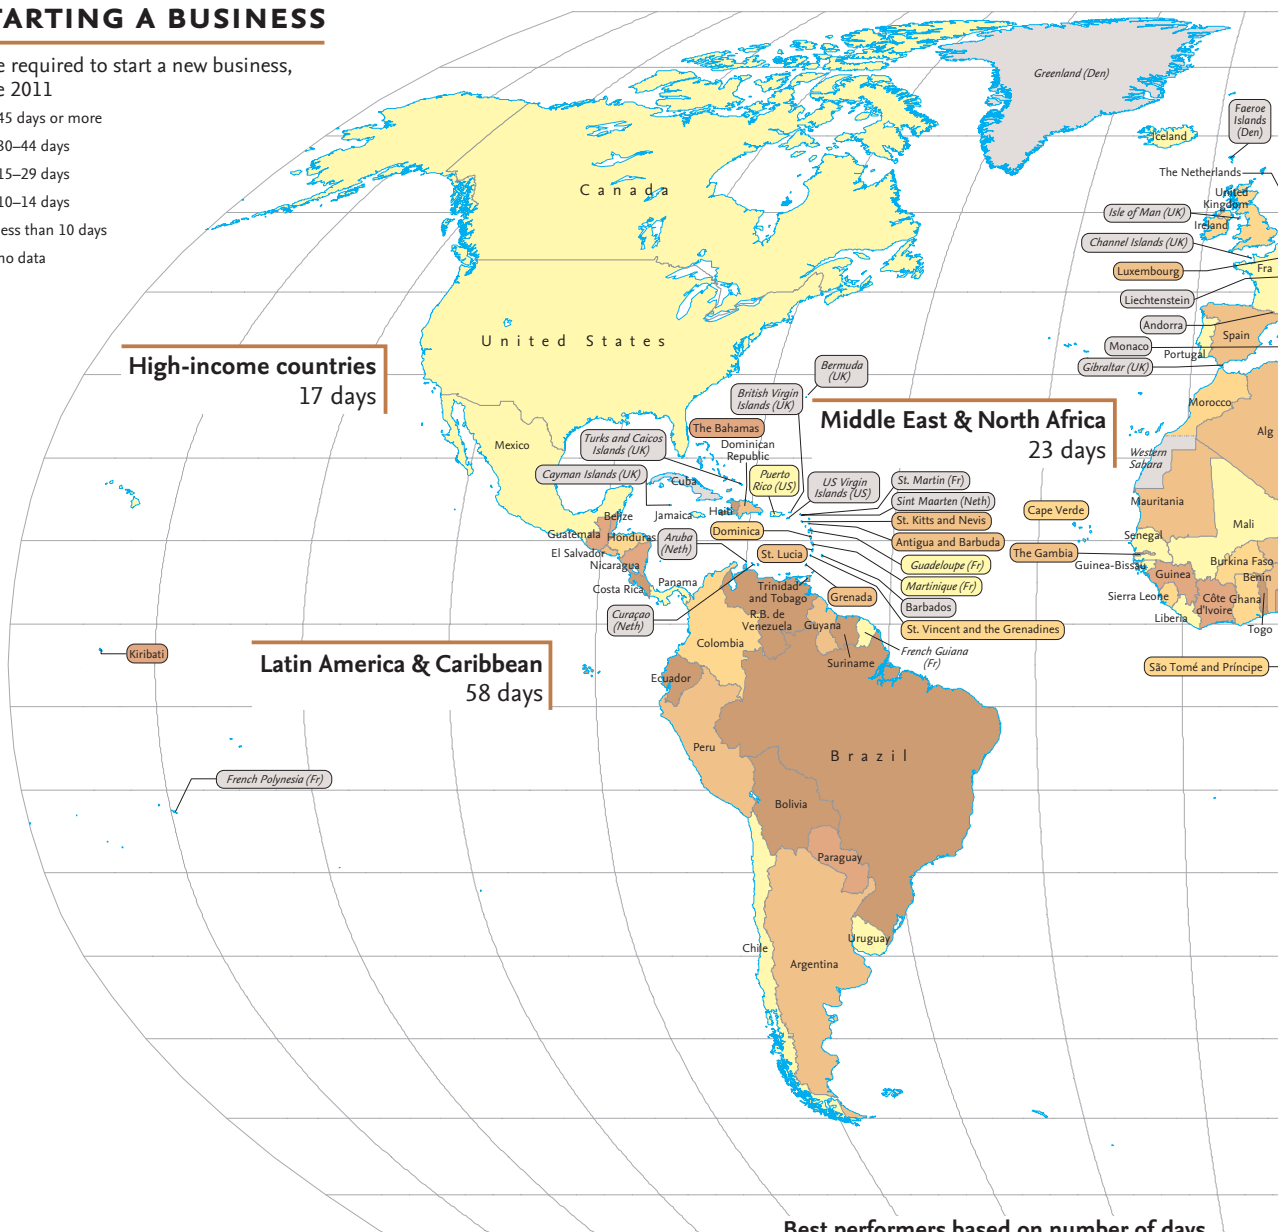 TARTING A BUSINESS
e required to start a new business,
e 2011
45 days or more
30–44 days
15–29 days
10–14 days
less than 10 days
no data
Greenland (Den)
Faeroe
Islands
(Den)
Iceland
The Netherlands
Canada
United
Kingdom
Isle of Man (UK)
Ireland
Channel Islands (UK)
Luxembourg
Fra
Liechtenstein
Andorra
Spain
United States
Monaco
Portugal
Gibraltar (UK)
High-income countries
17 days
Bermuda
(UK)
British Virgin
Islands (UK)
Middle East & North Africa
23 days
Morocco
Alg
The Bahamas
Mexico
Turks and Caicos
Islands (UK)
Dominican
Republic
Western
Sahara
Cayman Islands (UK)
Cuba
Puerto
Rico (US)
US Virgin
Islands (US)
St. Martin (Fr)
Sint Maarten (Neth)
Mauritania
Belize
Jamaica
Haiti
St. Kitts and Nevis
Cape Verde
Mali
Guatemala
Honduras
Aruba
(Neth)
Dominica
Antigua and Barbuda
Senegal
El Salvador
St. Lucia
The Gambia
Nicaragua
Guadeloupe (Fr)
Guinea-Bissau
Burkina Faso
Costa Rica
Panama
Trinidad
and Tobago
Martinique (Fr)
Guinea
Benin
Grenada
Barbados
Sierra Leone
Côte
d'Ivoire
Ghana
Curaçao
(Neth)
R.B. de
Venezuela
Guyana
St. Vincent and the Grenadines
Liberia
Togo
Colombia
Suriname
French Guiana
(Fr)
Kiribati
Latin America & Caribbean
58 days
Ecuador
São Tomé and Príncipe
Peru
Brazil
French Polynesia (Fr)
Bolivia
Paraguay
Chile
Uruguay
Argentina
Best performers based on number of days